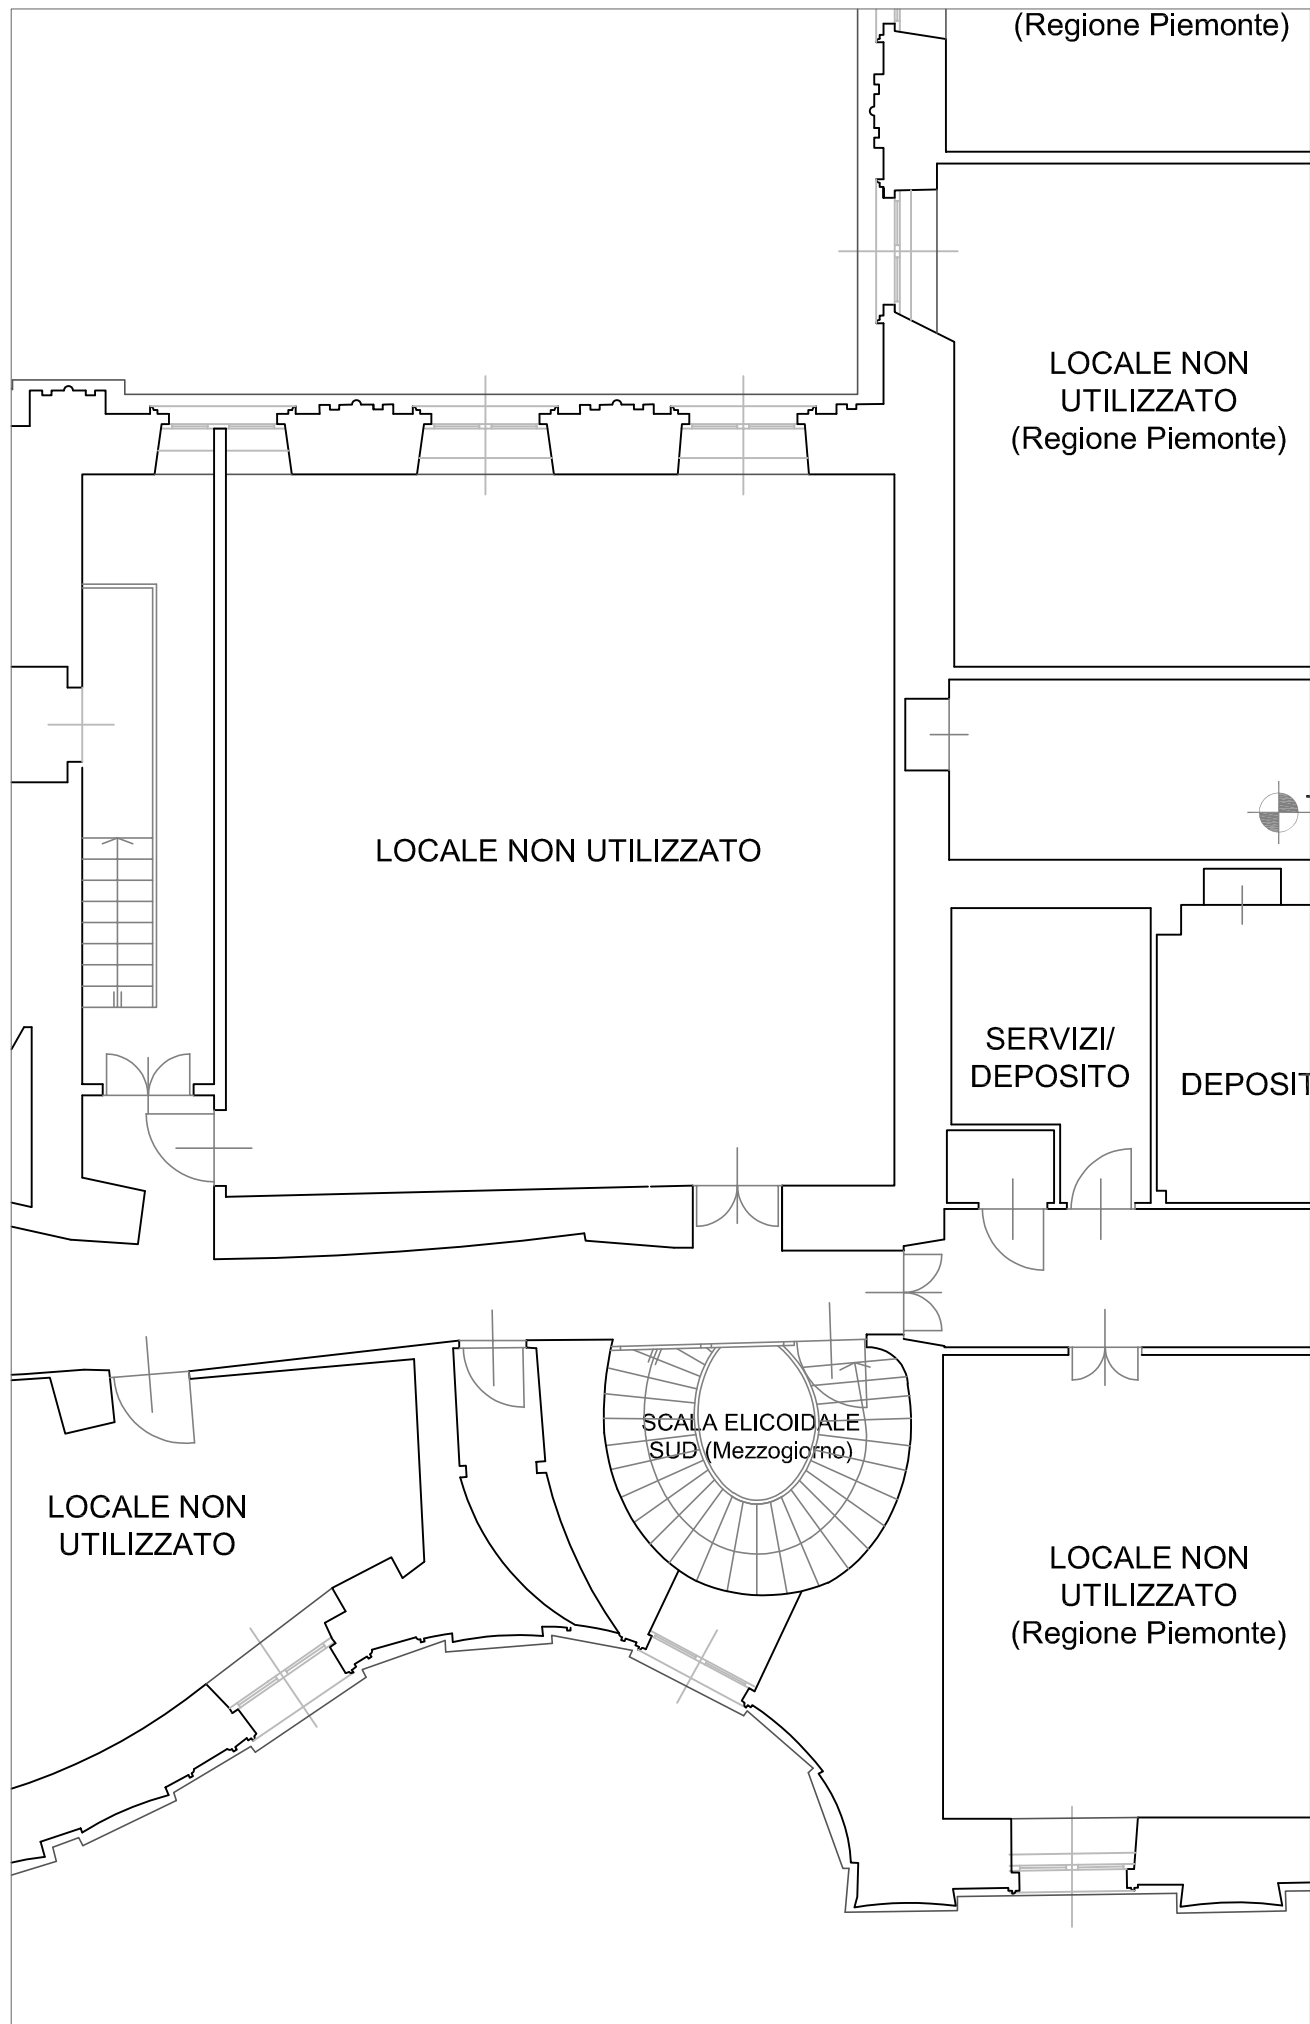 (Regione Piemonte)
LOCALE NON
UTILIZZATO
(Regione Piemonte)
LOCALE NON UTILIZZATO
SERVIZI/
DEPOSITO
DEPOSIT
SCALA ELICOIDALE
SUD (Mezzogiorno)
LOCALE NON
UTILIZZATO
LOCALE NON
UTILIZZATO
(Regione Piemonte)